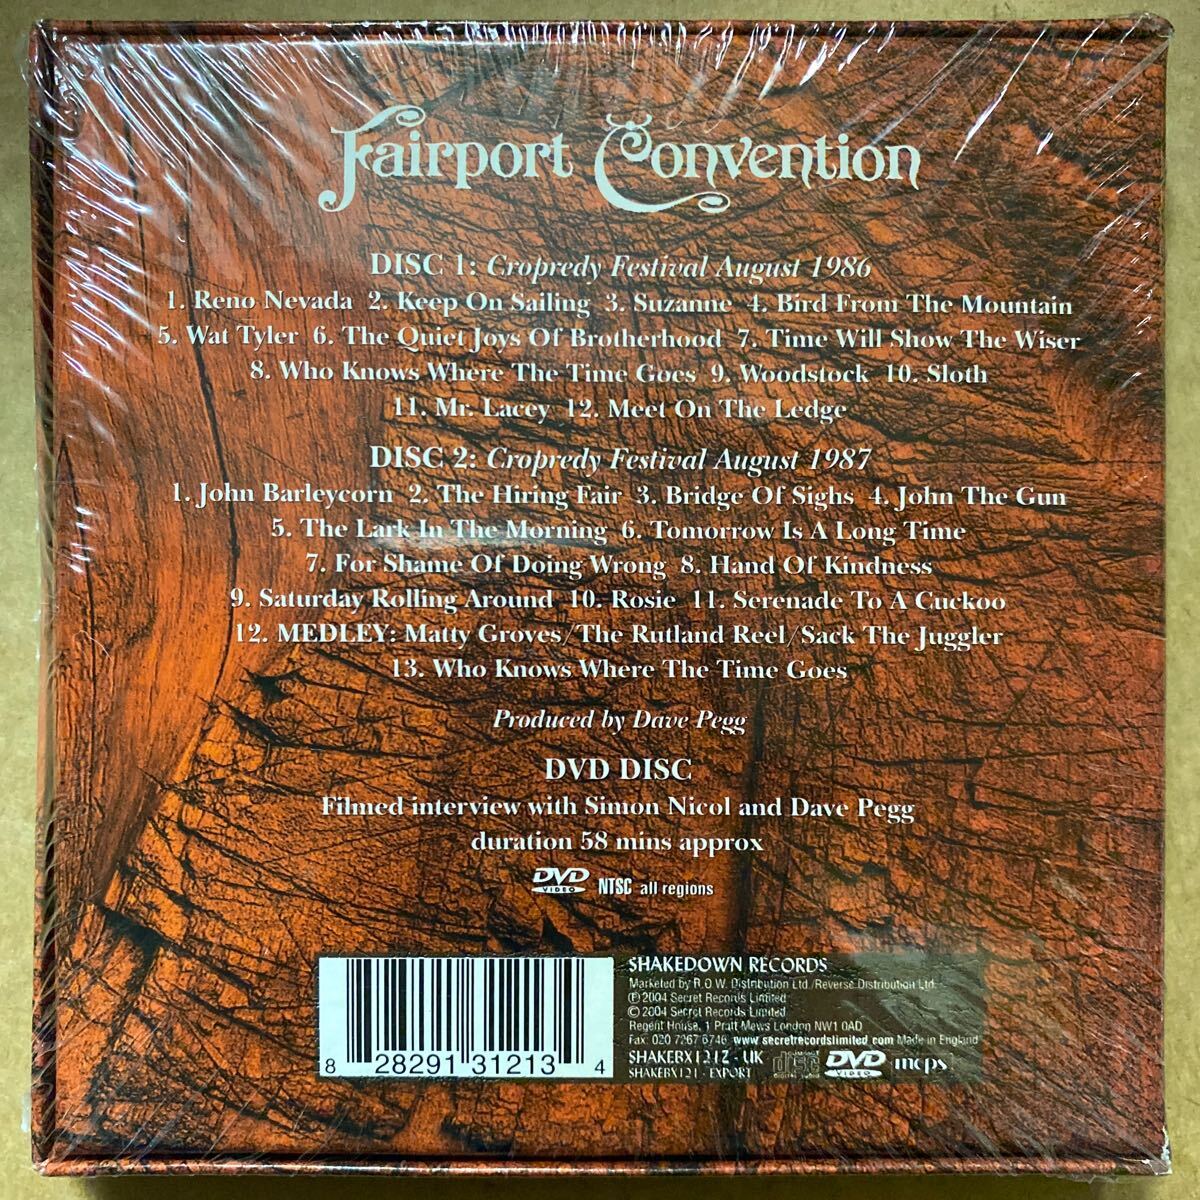 Fairport Convention
DISC 1: Cropredy Festival August 1986
1. Reno Nevada 2. Keep On Sailing 3. Suzanne 4. Bird From The Mountain
5. Wat Tyler 6. The Quiet Joys Of Brotherhood 7. Time Will Show The Wiser
8. Who Knows Where The Time Goes 9. Woodstock 10. Sloth
11. Mr. Lacey 12. Meet On The Ledge
DISC 2: Cropredy Festival August 1987
1. John Barleycorn 2. The Hiring Fair 3. Bridge Of Sighs 4. John The Gun
5. The Lark In The Morning 6. Tomorrow Is A Long Time
7. For Shame Of Doing Wrong 8. Hand Of Kindness
9. Saturday Rolling Around 10. Rosie 11. Serenade To A Cuckoo
12. MEDLEY: Matty Groves/The Rutland Reel/Sack The Juggler
13. Who Knows Where The Time Goes
Produced by Dave Pegg
DVD DISC
Filmed interview with Simon Nicol and Dave Pegg
duration 58 mins approx
DVD VIDEO NTSC all regions
SHAKEDOWN RECORDS
Marketed by R.O.W. Distribution Ltd./Reverse Distribution Ltd.
℗ 2004 Secret Records Limited
© 2004 Secret Records Limited
Regent House, 1 Pratt Mews London NW1 0AD
Fax: 020 7267 6746 www.secretrecordslimited.com Made in England
SHAKEBX121Z - UK
SHAKEBX121 - EXPORT
COMPACT disc DIGITAL AUDIO DVD VIDEO mcps
8 28291 31213 4